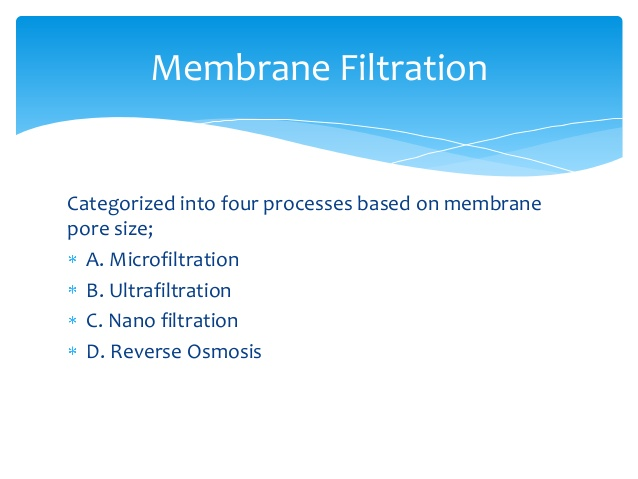 Membrane Filtration
Categorized into four processes based on membrane
pore size;
* A. Microfiltration
* B. Ultrafiltration
* C. Nano filtration
* D. Reverse Osmosis